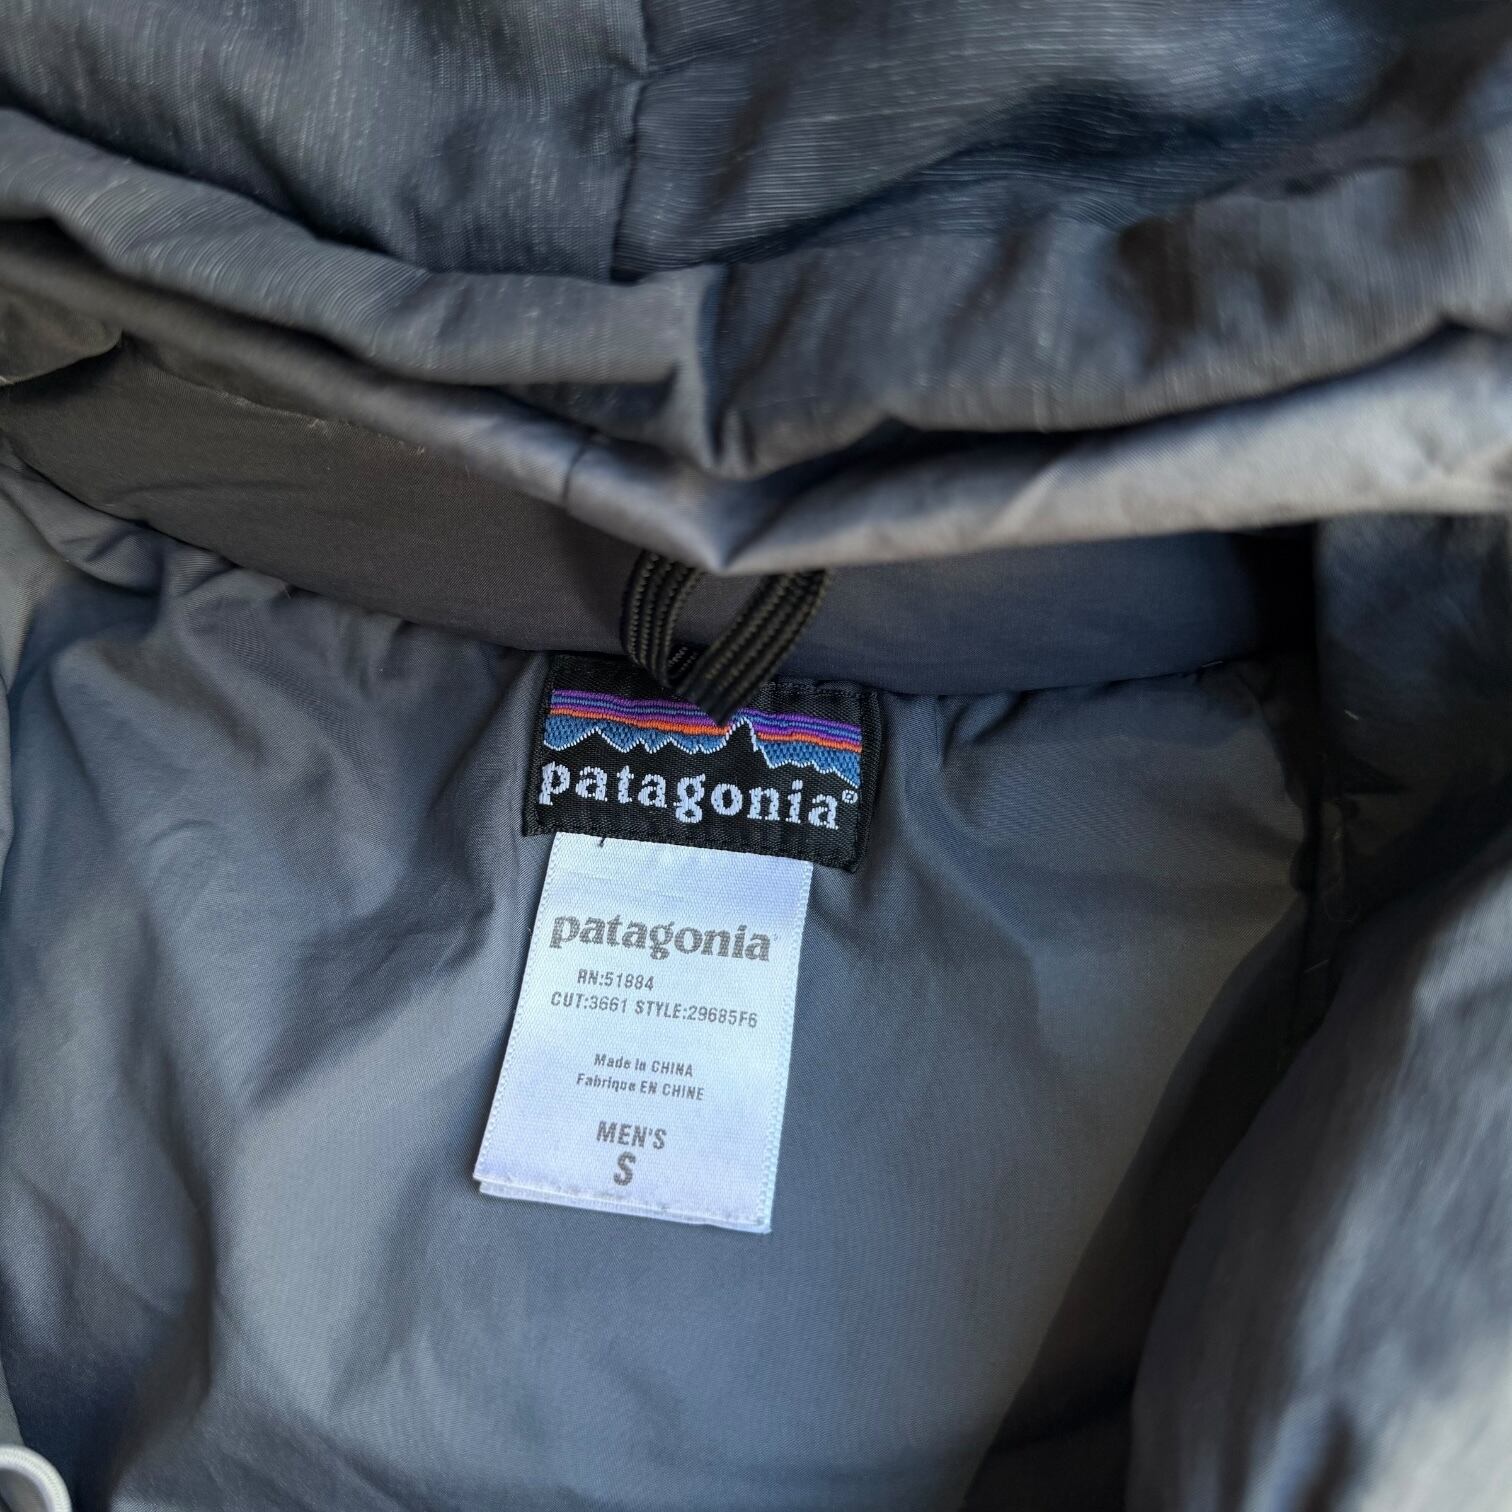 patagonia®
patagonia
RN:51884
CUT:3661 STYLE:29685F6
Made in CHINA
Fabriqué EN CHINE
MEN'S
S